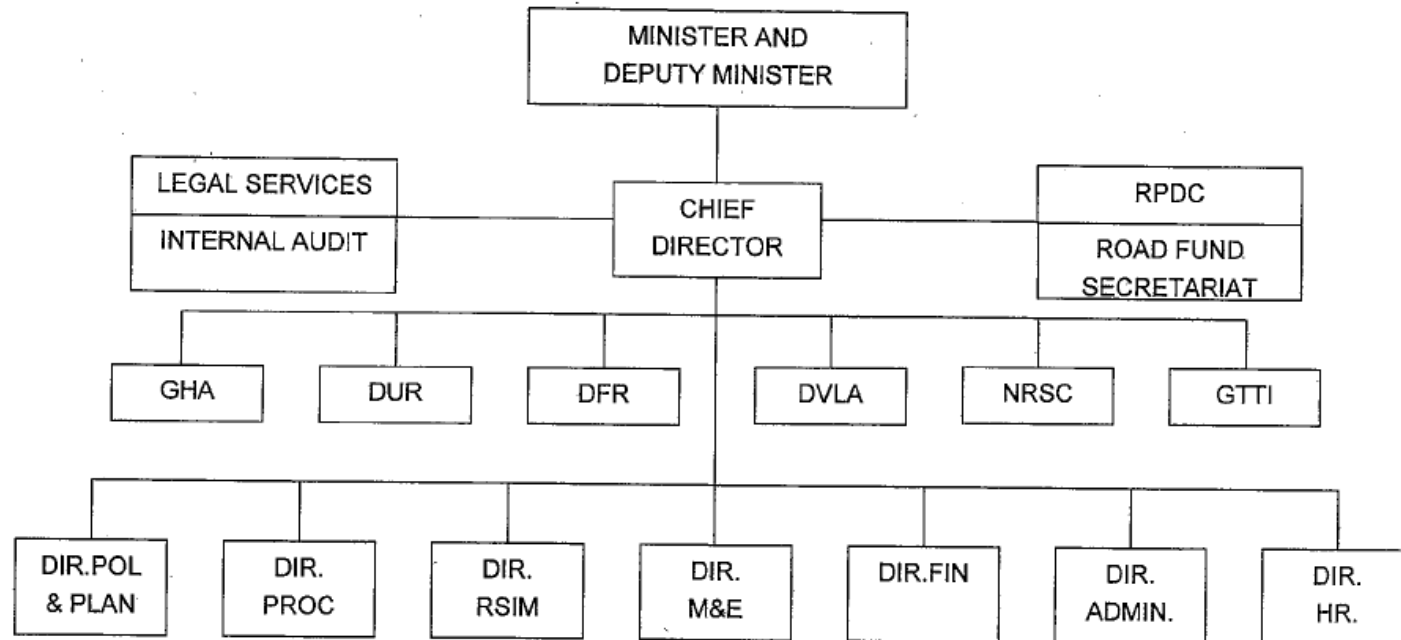 MINISTER AND
DEPUTY MINISTER
LEGAL SERVICES
INTERNAL AUDIT
CHIEF
DIRECTOR
RPDC
ROAD FUND
SECRETARIAT
GHA
DUR
DFR
DVLA
NRSC
GTTI
DIR.POL
& PLAN
DIR.
PROC
DIR.
RSIM
DIR.
M&E
DIR.FIN
DIR.
ADMIN.
DIR.
HR.